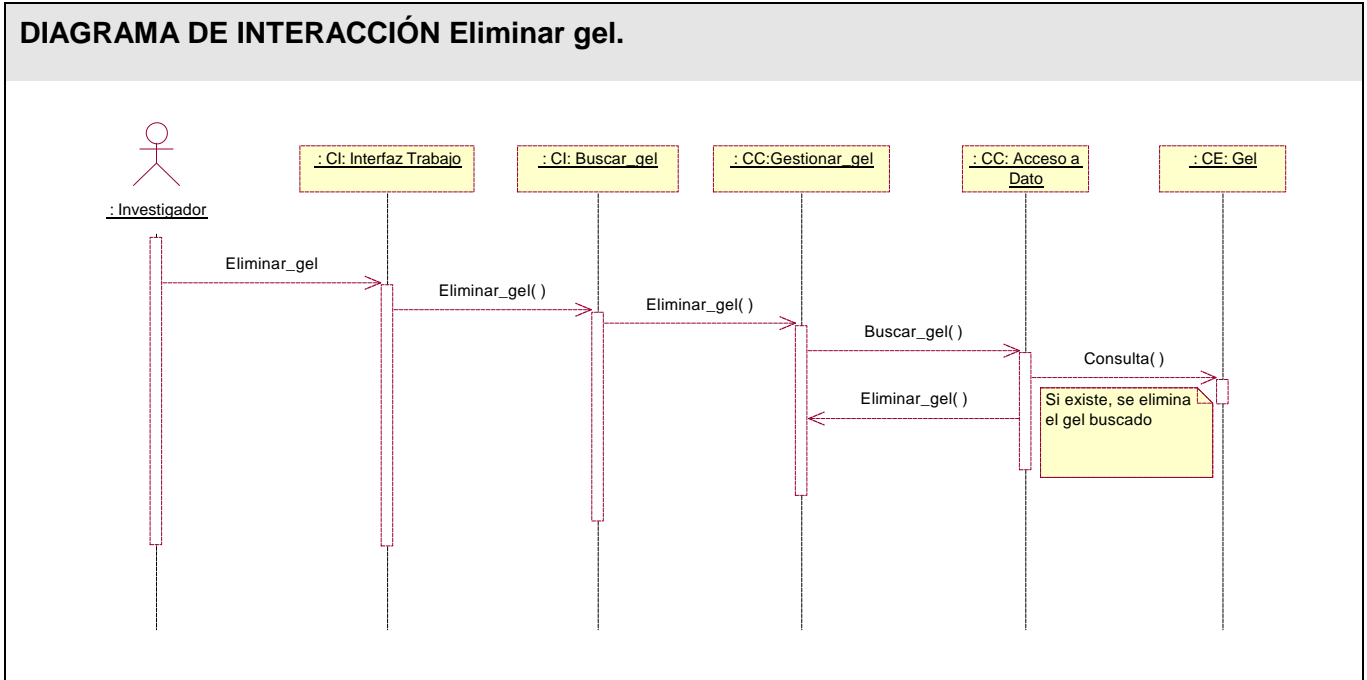 DIAGRAMA DE INTERACCIÓN Eliminar gel.
: Investigador
: CI: Interfaz Trabajo
: CI: Buscar_gel
: CC:Gestionar_gel
: CC: Acceso a
Dato
: CE: Gel
Eliminar_gel
Eliminar_gel( )
Eliminar_gel( )
Buscar_gel( )
Consulta( )
Eliminar_gel( )
Si existe, se elimina
el gel buscado